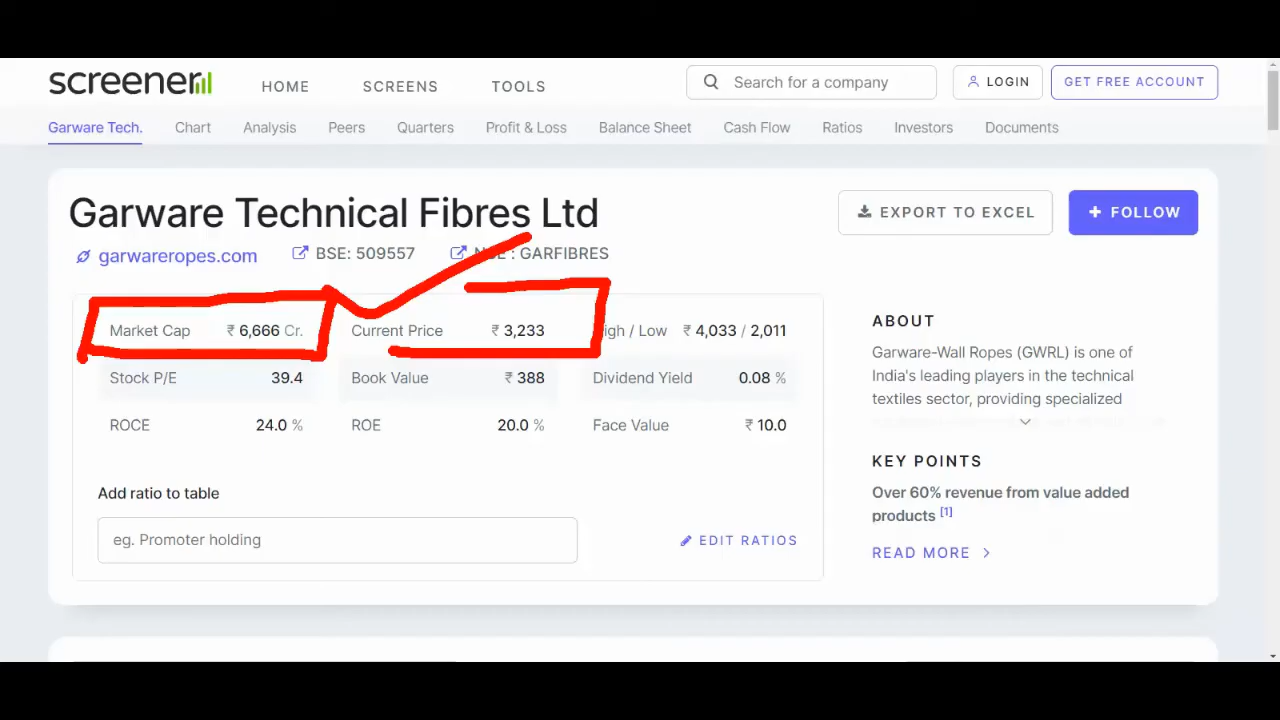 screener
HOME SCREENS TOOLS
Search for a company
LOGIN
GET FREE ACCOUNT
Garware Tech. Chart Analysis Peers Quarters Profit & Loss Balance Sheet Cash Flow Ratios Investors Documents
Garware Technical Fibres Ltd
EXPORT TO EXCEL
+ FOLLOW
garwareropes.com
BSE: 509557
: GARFIBRES
Market Cap ₹ 6,666 Cr.
Current Price ₹ 3,233
High / Low ₹ 4,033 / 2,011
Stock P/E 39.4
Book Value ₹ 388
Dividend Yield 0.08 %
ROCE 24.0 %
ROE 20.0 %
Face Value ₹ 10.0
Add ratio to table
eg. Promoter holding
EDIT RATIOS
ABOUT
Garware-Wall Ropes (GWRL) is one of
India's leading players in the technical
textiles sector, providing specialized
KEY POINTS
Over 60% revenue from value added
products [1]
READ MORE